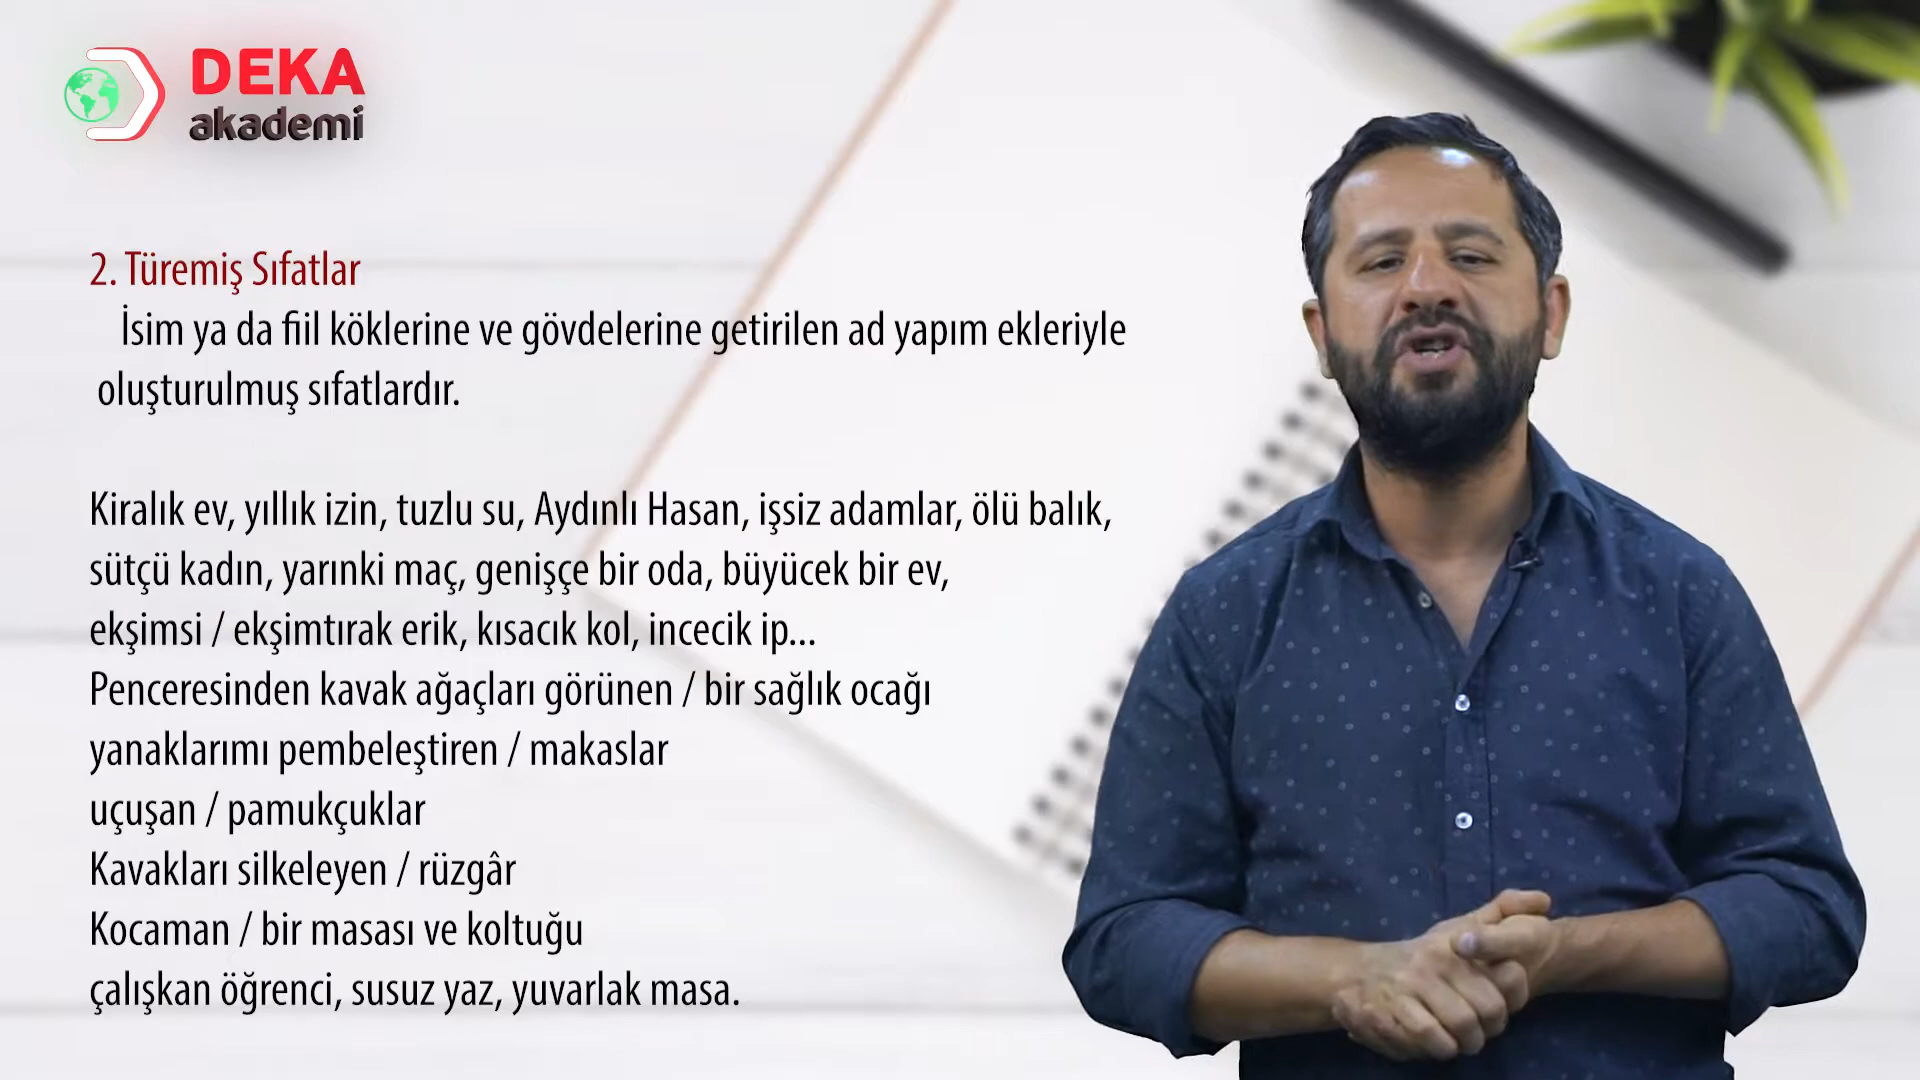 DEKA
akademi
2. Türemiş Sıfatlar
İsim ya da fiil köklerine ve gövdelerine getirilen ad yapım ekleriyle
oluşturulmuş sıfatlardır.
Kiralık ev, yıllık izin, tuzlu su, Aydınlı Hasan, işsiz adamlar, ölü balık,
sütçü kadın, yarınki maç, genişçe bir oda, büyücek bir ev,
ekşimsi / ekşimtırak erik, kısacık kol, incecik ip...
Penceresinden kavak ağaçları görünen / bir sağlık ocağı
yanaklarımı pembeleştiren / makaslar
uçuşan / pamukçuklar
Kavakları silkeleyen / rüzgâr
Kocaman / bir masası ve koltuğu
çalışkan öğrenci, susuz yaz, yuvarlak masa.